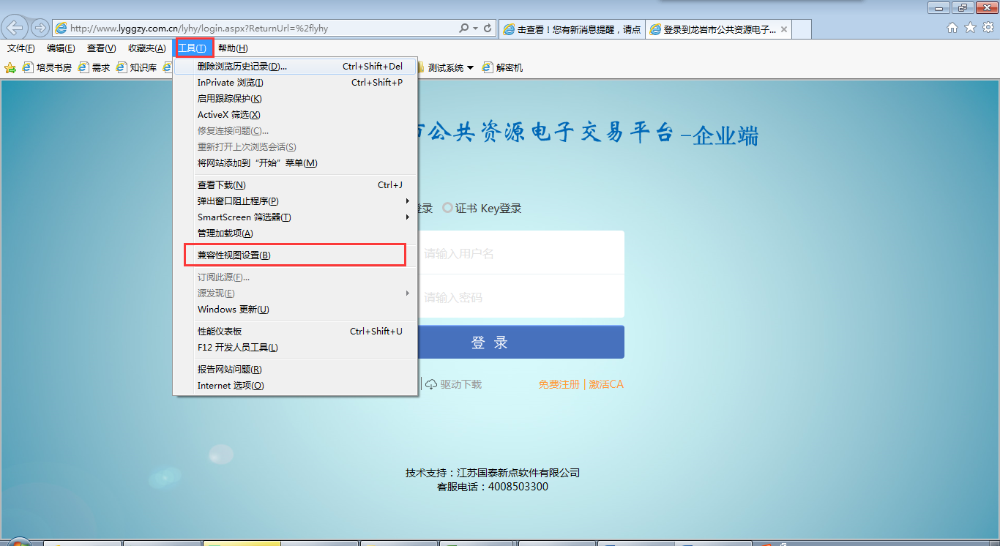 http://www.lyggzy.com.cn/lyhy/login.aspx?ReturnUrl=%2flyhy
击查看！您有新消息提醒，请点
登录到龙岩市公共资源电子...
文件(F) 编辑(E) 查看(V) 收藏夹(A) 工具(T) 帮助(H)
培灵书房 需求 知识库 测试系统 解密机
删除浏览历史记录(D)... Ctrl+Shift+Del
InPrivate 浏览(I) Ctrl+Shift+P
启用跟踪保护(K)
ActiveX 筛选(X)
修复连接问题(C)...
重新打开上次浏览会话(S)
将网站添加到“开始”菜单(M)
查看下载(N) Ctrl+J
弹出窗口阻止程序(P)
SmartScreen 筛选器(T)
管理加载项(A)
兼容性视图设置(B)
订阅此源(F)...
源发现(E)
Windows 更新(U)
性能仪表板 Ctrl+Shift+U
F12 开发人员工具(L)
报告网站问题(R)
Internet 选项(O)
市公共资源电子交易平台–企业端
登录 证书 Key登录
请输入用户名
请输入密码
登 录
驱动下载 免费注册 | 激活CA
技术支持：江苏国泰新点软件有限公司
客服电话：4008503300